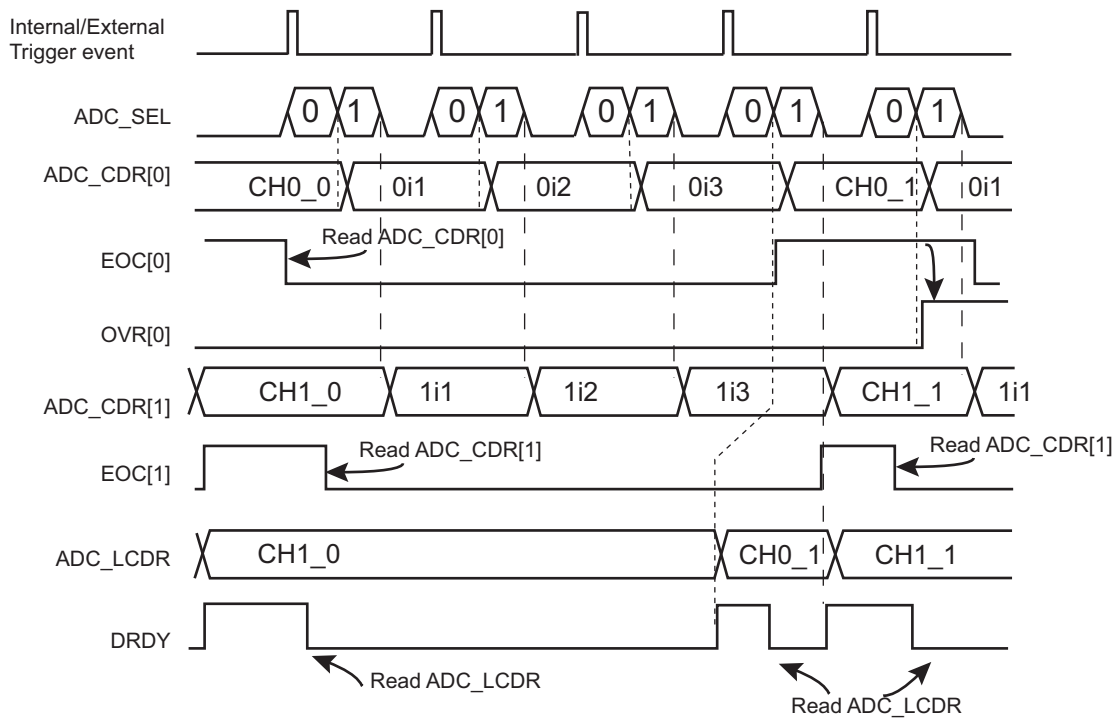 Internal/External
Trigger event
ADC_SEL
0 1 0 1 0 1 0 1 0 1
ADC_CDR[0]
CH0_0 0i1 0i2 0i3 CH0_1 0i1
EOC[0]
Read ADC_CDR[0]
OVR[0]
ADC_CDR[1]
CH1_0 1i1 1i2 1i3 CH1_1 1i1
EOC[1]
Read ADC_CDR[1]
Read ADC_CDR[1]
ADC_LCDR
CH1_0 CH0_1 CH1_1
DRDY
Read ADC_LCDR
Read ADC_LCDR